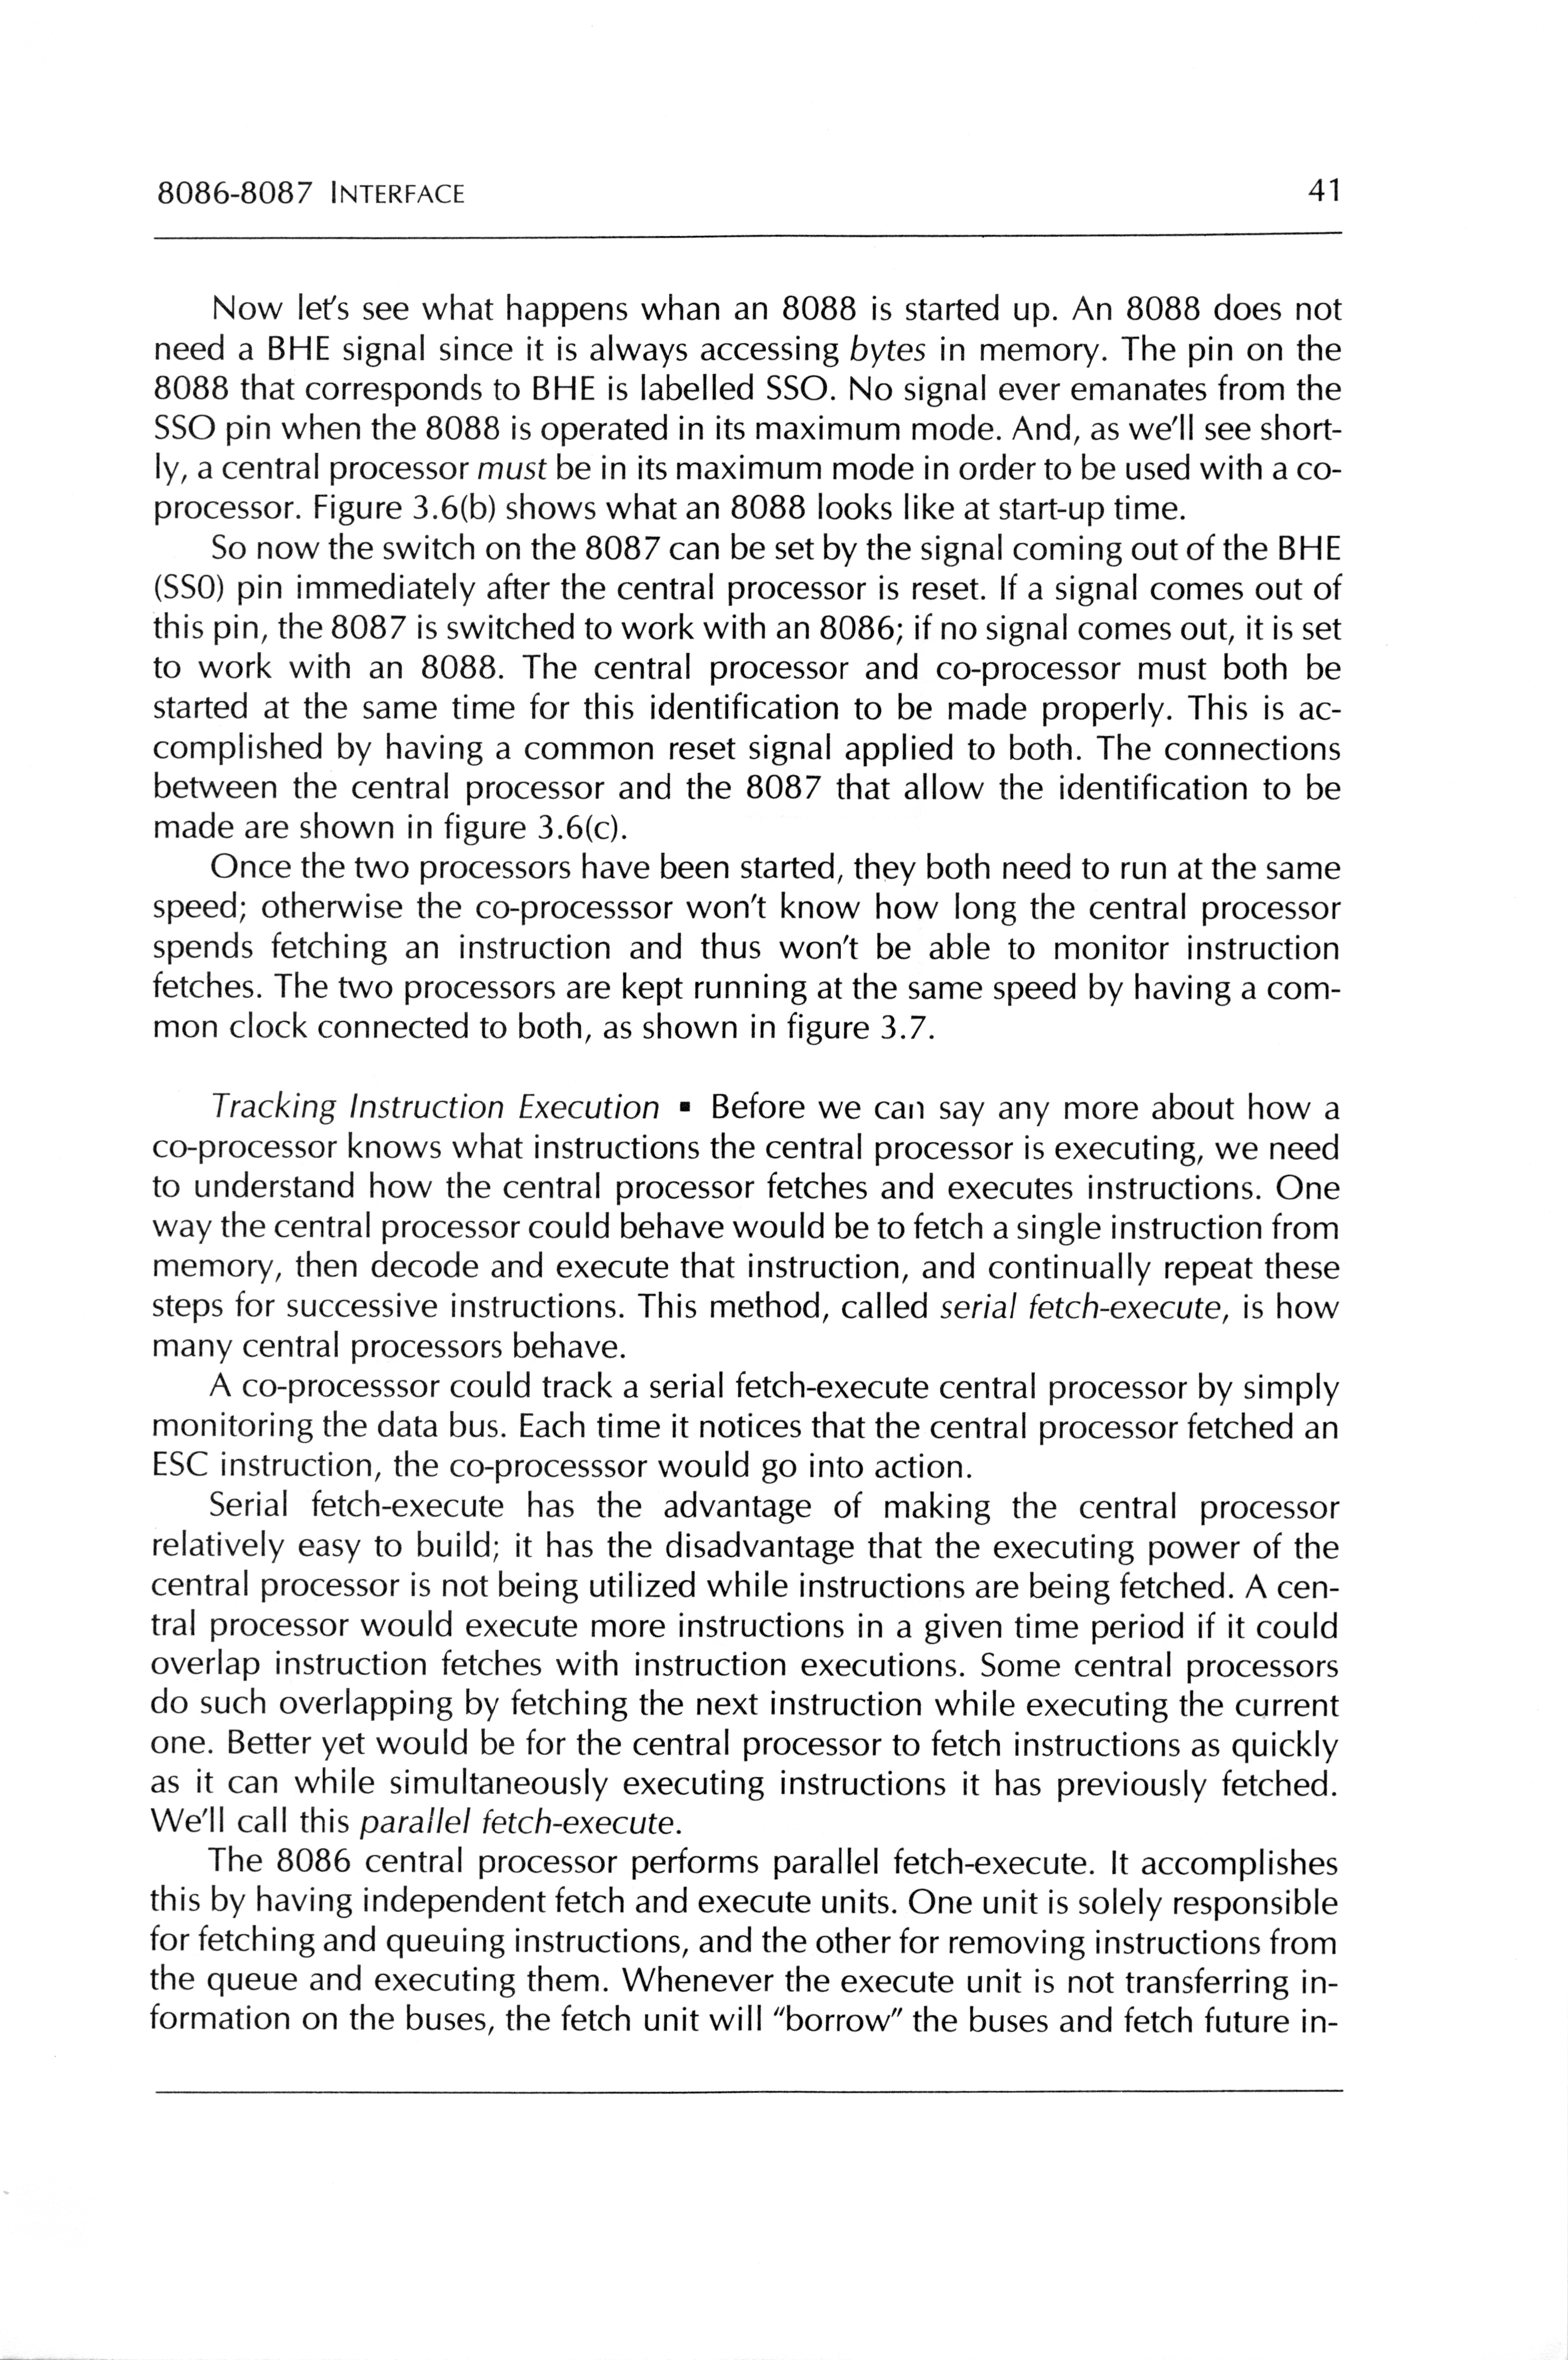 8086-8087 INTERFACE 41
Now let's see what happens whan an 8088 is started up. An 8088 does not
need a BHE signal since it is always accessing bytes in memory. The pin on the
8088 that corresponds to BHE is labelled SSO. No signal ever emanates from the
SSO pin when the 8088 is operated in its maximum mode. And, as we'll see short-
ly, a central processor must be in its maximum mode in order to be used with a co-
processor. Figure 3.6(b) shows what an 8088 looks like at start-up time.
So now the switch on the 8087 can be set by the signal coming out of the BHE
(SSO) pin immediately after the central processor is reset. If a signal comes out of
this pin, the 8087 is switched to work with an 8086; if no signal comes out, it is set
to work with an 8088. The central processor and co-processor must both be
started at the same time for this identification to be made properly. This is ac-
complished by having a common reset signal applied to both. The connections
between the central processor and the 8087 that allow the identification to be
made are shown in figure 3.6(c).
Once the two processors have been started, they both need to run at the same
speed; otherwise the co-processsor won't know how long the central processor
spends fetching an instruction and thus won't be able to monitor instruction
fetches. The two processors are kept running at the same speed by having a com-
mon clock connected to both, as shown in figure 3.7.
Tracking Instruction Execution ▪ Before we can say any more about how a
co-processor knows what instructions the central processor is executing, we need
to understand how the central processor fetches and executes instructions. One
way the central processor could behave would be to fetch a single instruction from
memory, then decode and execute that instruction, and continually repeat these
steps for successive instructions. This method, called serial fetch-execute, is how
many central processors behave.
A co-processsor could track a serial fetch-execute central processor by simply
monitoring the data bus. Each time it notices that the central processor fetched an
ESC instruction, the co-processsor would go into action.
Serial fetch-execute has the advantage of making the central processor
relatively easy to build; it has the disadvantage that the executing power of the
central processor is not being utilized while instructions are being fetched. A cen-
tral processor would execute more instructions in a given time period if it could
overlap instruction fetches with instruction executions. Some central processors
do such overlapping by fetching the next instruction while executing the current
one. Better yet would be for the central processor to fetch instructions as quickly
as it can while simultaneously executing instructions it has previously fetched.
We'll call this parallel fetch-execute.
The 8086 central processor performs parallel fetch-execute. It accomplishes
this by having independent fetch and execute units. One unit is solely responsible
for fetching and queuing instructions, and the other for removing instructions from
the queue and executing them. Whenever the execute unit is not transferring in-
formation on the buses, the fetch unit will "borrow" the buses and fetch future in-